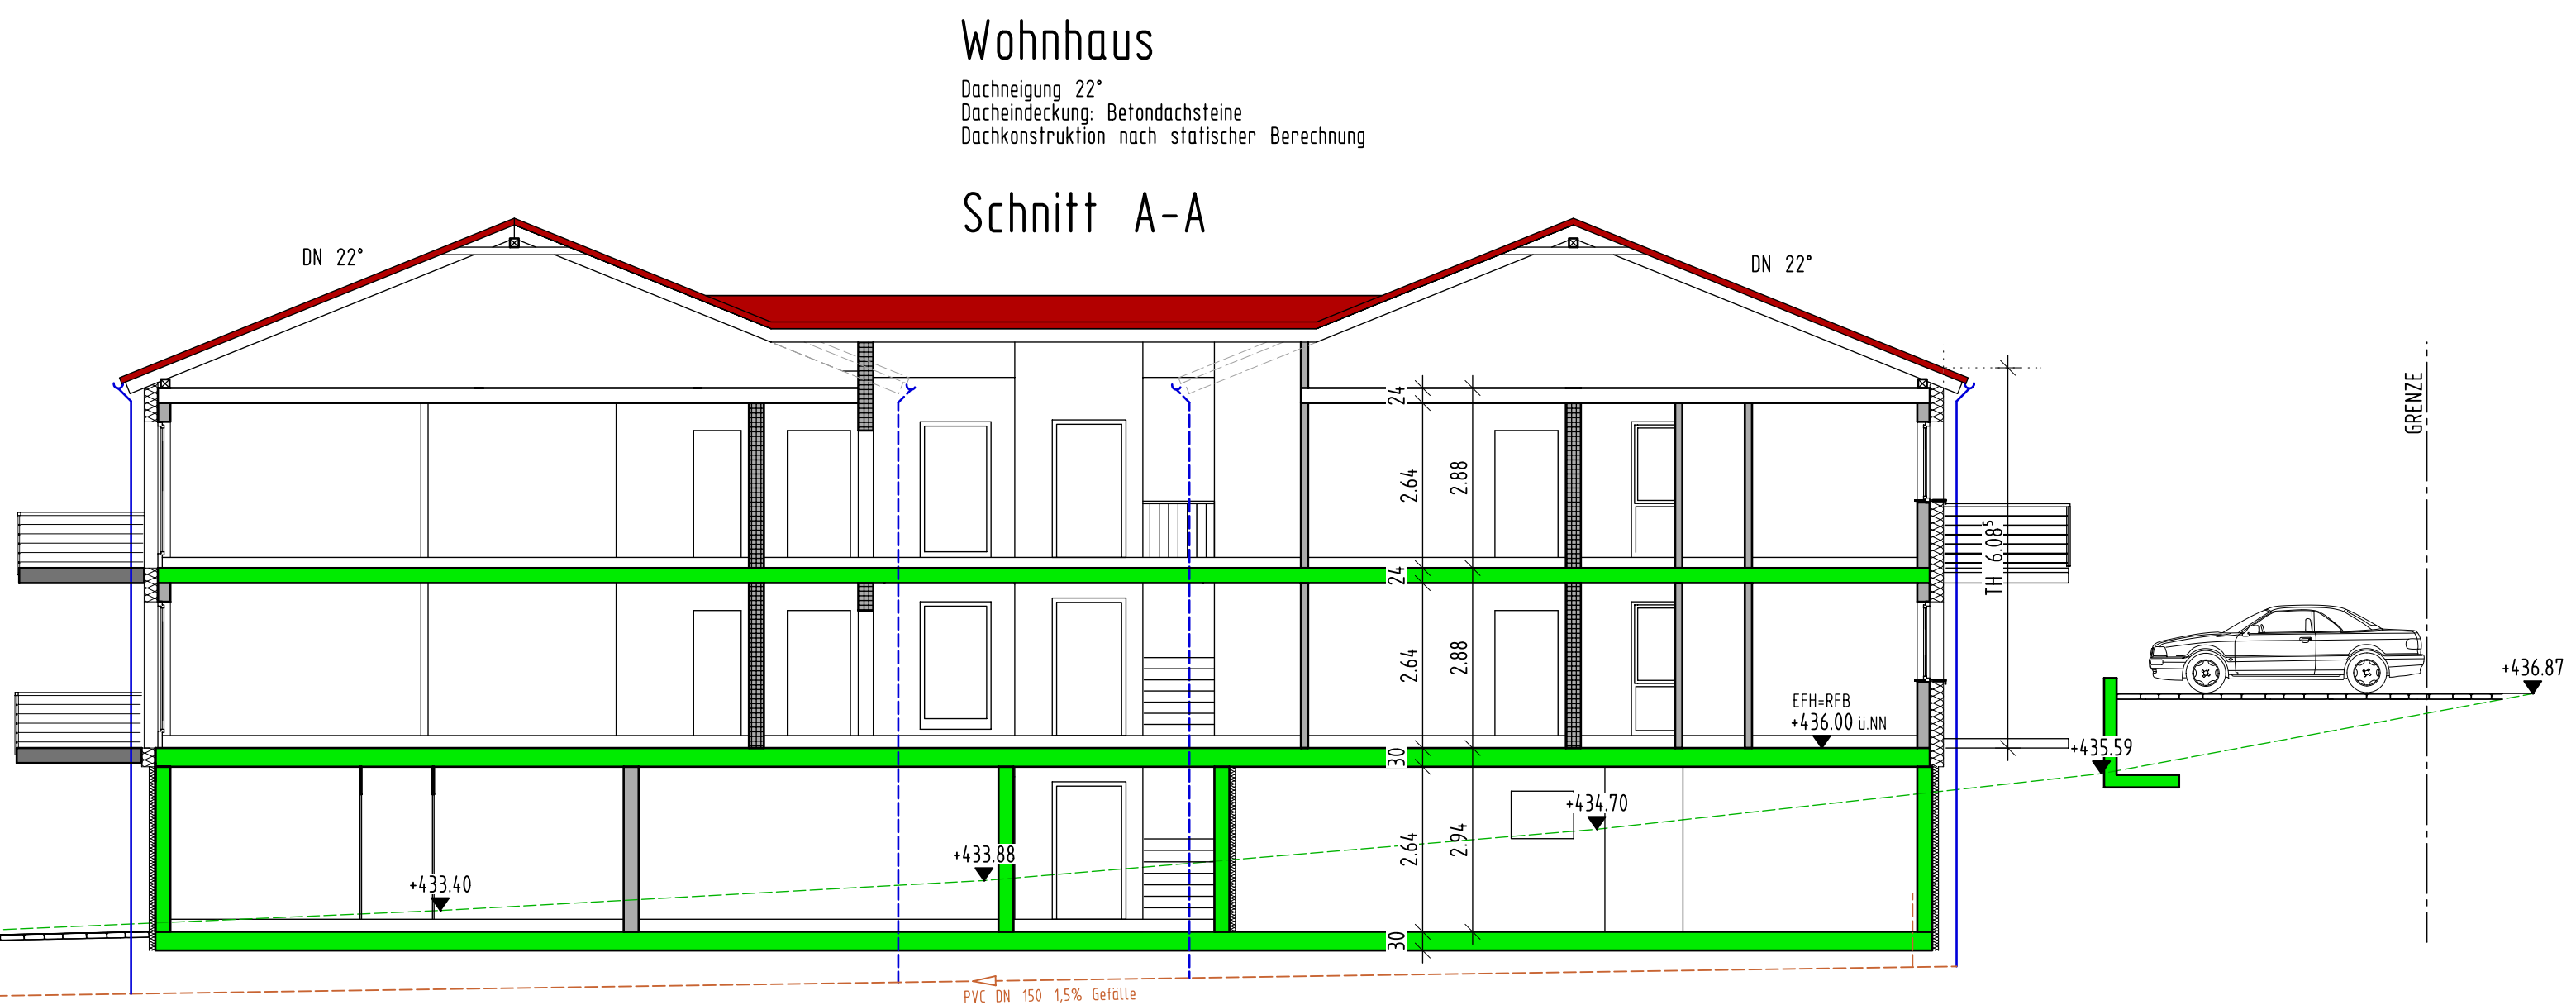 Wohnhaus
Dachneigung 22°
Dacheindeckung: Betondachsteine
Dachkonstruktion nach statischer Berechnung
Schnitt A-A
DN 22°
DN 22°
GRENZE
24
2.64
2.88
TH 6.08⁵
24
2.64
2.88
EFH=RFB
+436.00 ü.NN
+436.87
+435.59
30
+434.70
2.64
2.94
+433.88
+433.40
30
PVC DN 150 1,5% Gefälle